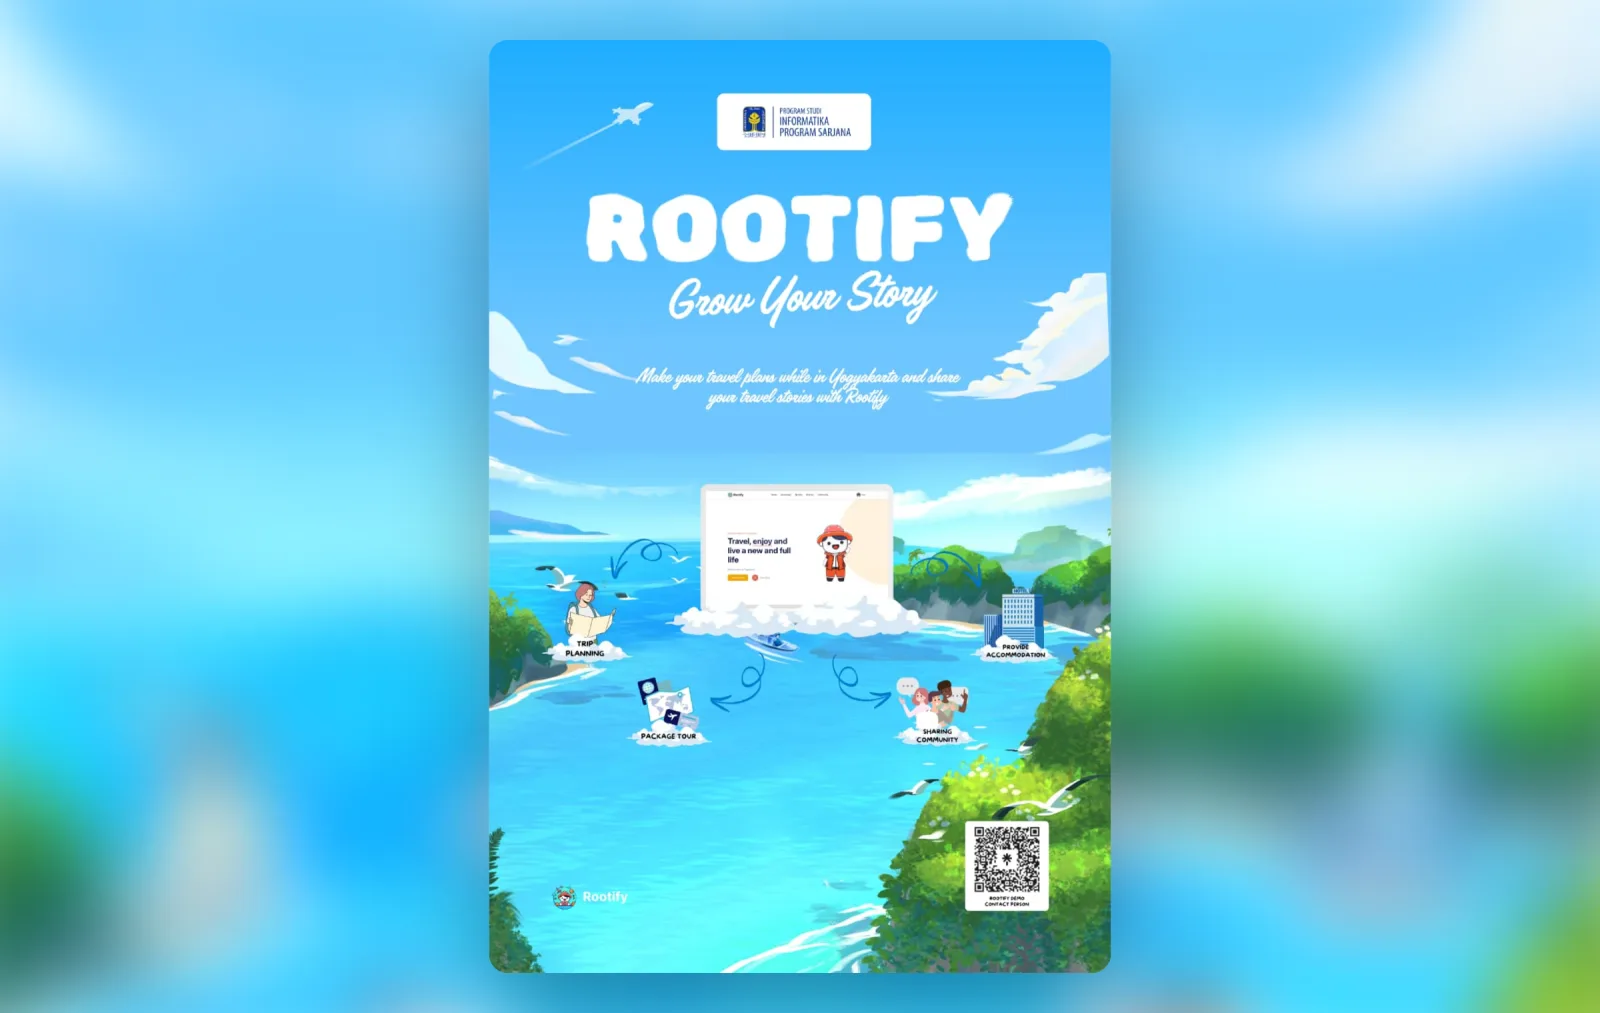 PROGRAM STUDI
INFORMATIKA
PROGRAM SARJANA
ROOTIFY
Grow Your Story
Make your travel plans while in Yogyakarta and share
your travel stories with Rootify
Rootify
Travel, enjoy and
live a new and full
life
TRIP
PLANNING
PROVIDE
ACCOMMODATION
PACKAGE TOUR
SHARING
COMMUNITY
Rootify
ROOTIFY DEMO
CONTACT PERSON